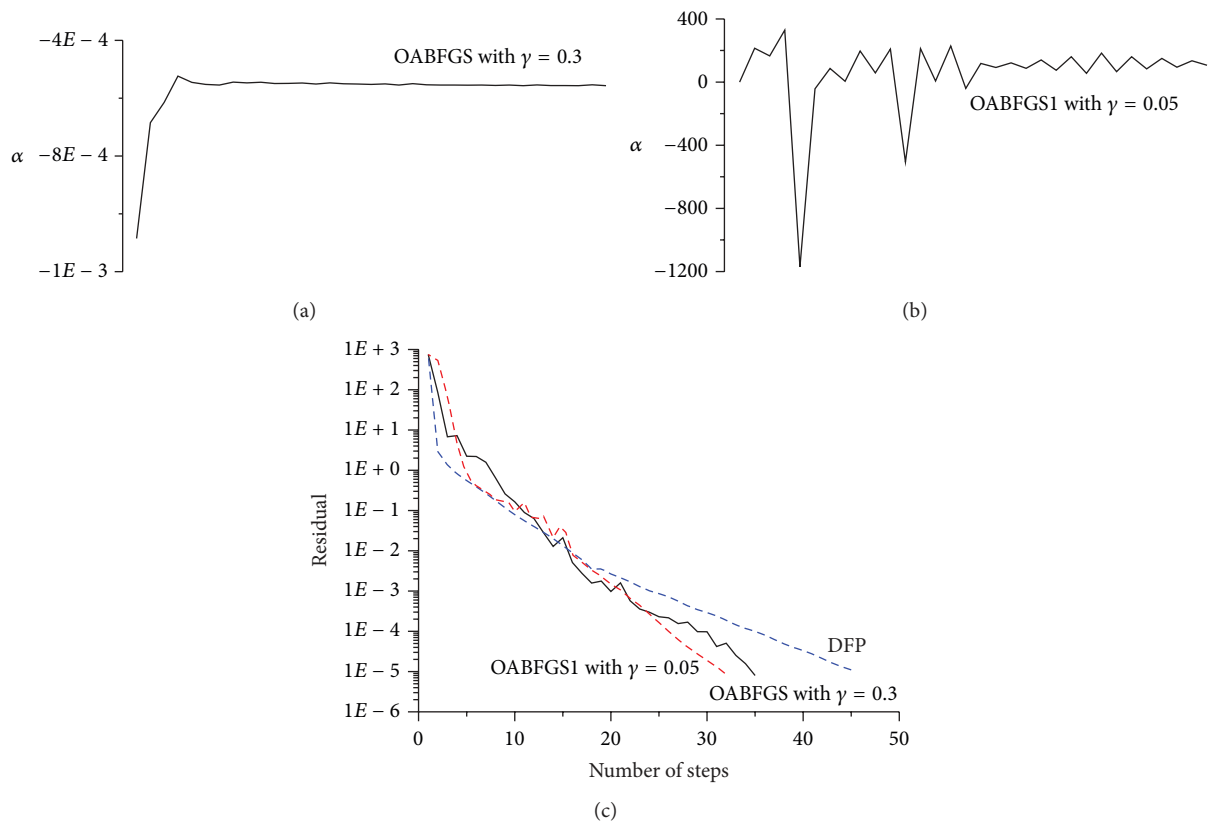 −4E − 4
OABFGS with γ = 0.3
α
−8E − 4
−1E − 3
(a)
400
0
OABFGS1 with γ = 0.05
α
−400
−800
−1200
(b)
1E + 3
1E + 2
1E + 1
1E + 0
1E − 1
1E − 2
1E − 3
1E − 4
1E − 5
1E − 6
Residual
DFP
OABFGS1 with γ = 0.05
OABFGS with γ = 0.3
0
10
20
30
40
50
Number of steps
(c)